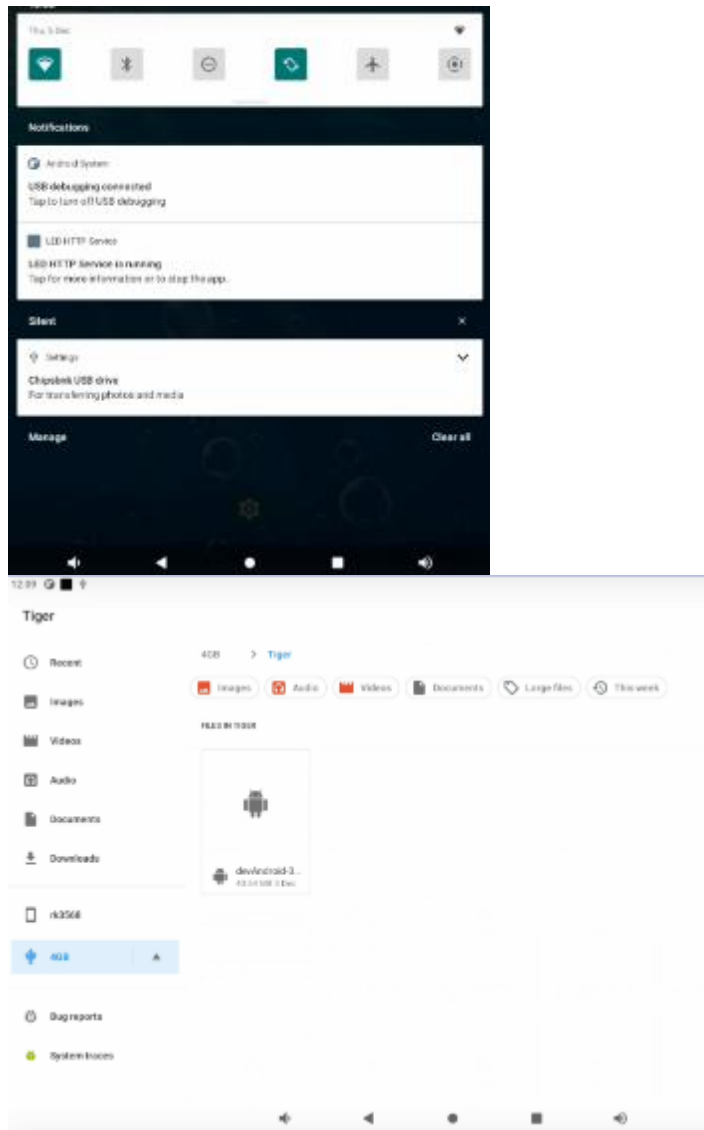 Thu, 5 Dec
Notifications
Android System
USB debugging connected
Tap to turn off USB debugging
LED HTTP Service
LED HTTP Service is running
Tap for more information or to stop the app.
Silent
Settings
Chipsbnk USB drive
For transferring photos and media
Manage
Clear all
12:09
Tiger
Recent
Images
Videos
Audio
Documents
Downloads
rk3568
4GB
Bug reports
System traces
4GB > Tiger
Images
Audio
Videos
Documents
Large files
This week
FILES IN TIGER
devAndroid-3...